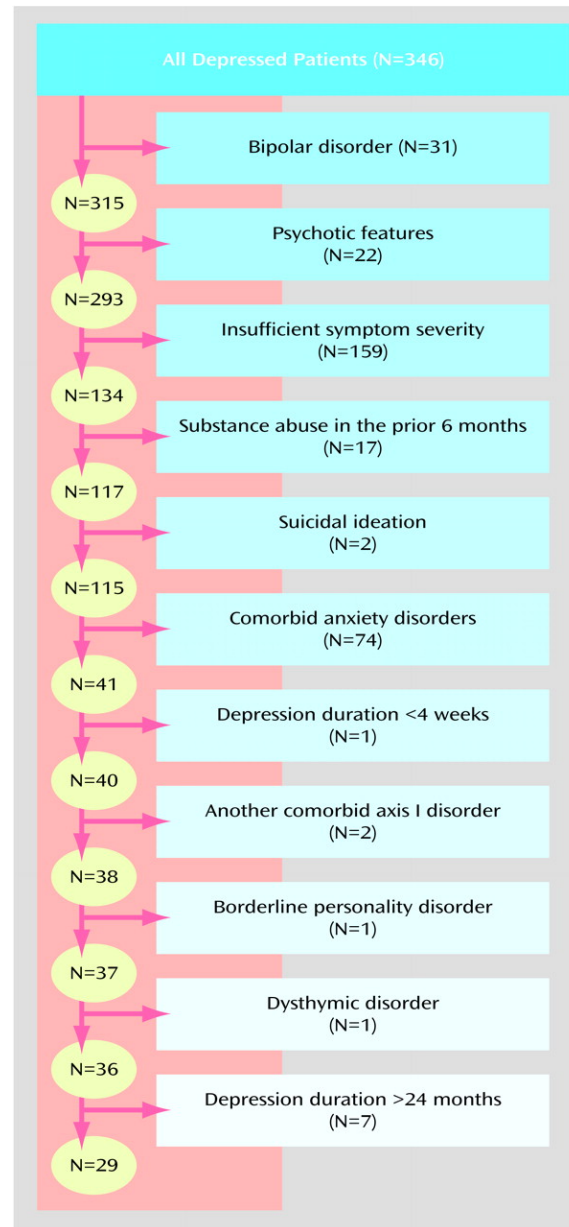 All Depressed Patients (N=346)
Bipolar disorder (N=31)
N=315
Psychotic features
(N=22)
N=293
Insufficient symptom severity
(N=159)
N=134
Substance abuse in the prior 6 months
(N=17)
N=117
Suicidal ideation
(N=2)
N=115
Comorbid anxiety disorders
(N=74)
N=41
Depression duration <4 weeks
(N=1)
N=40
Another comorbid axis I disorder
(N=2)
N=38
Borderline personality disorder
(N=1)
N=37
Dysthymic disorder
(N=1)
N=36
Depression duration >24 months
(N=7)
N=29